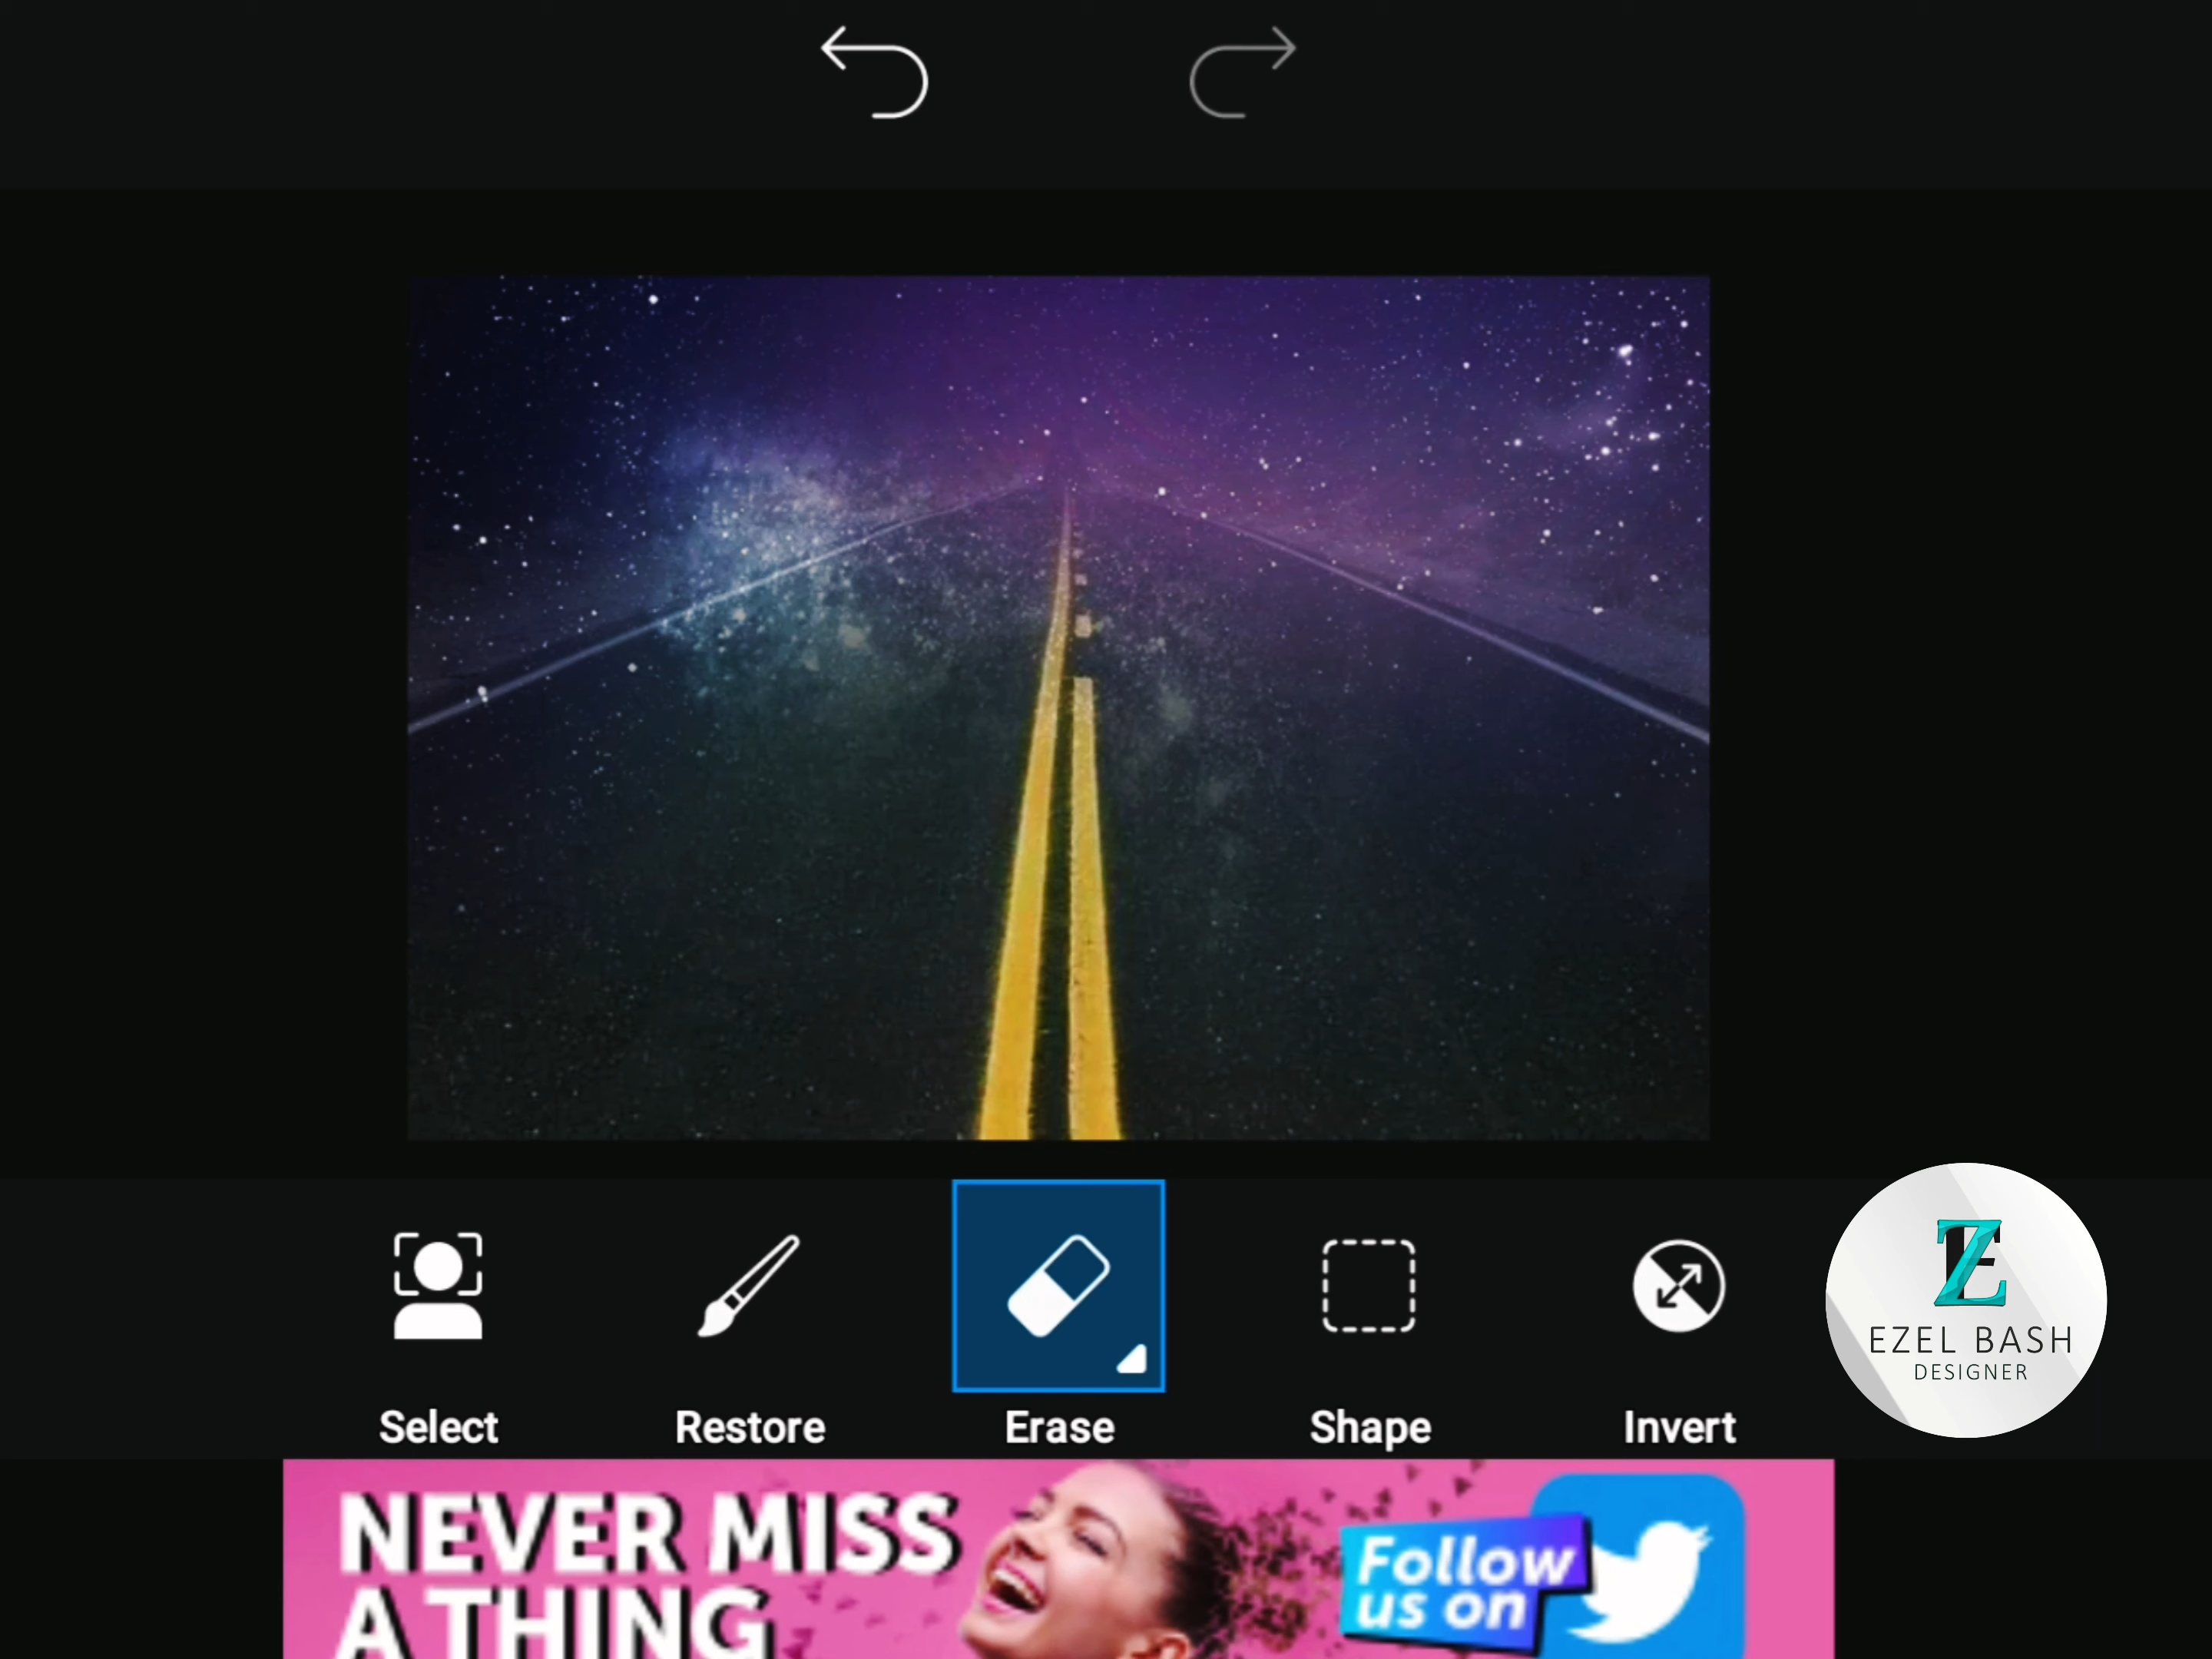 Select Restore Erase Shape Invert
EZEL BASH
DESIGNER
NEVER MISS
A THING
Follow
us on